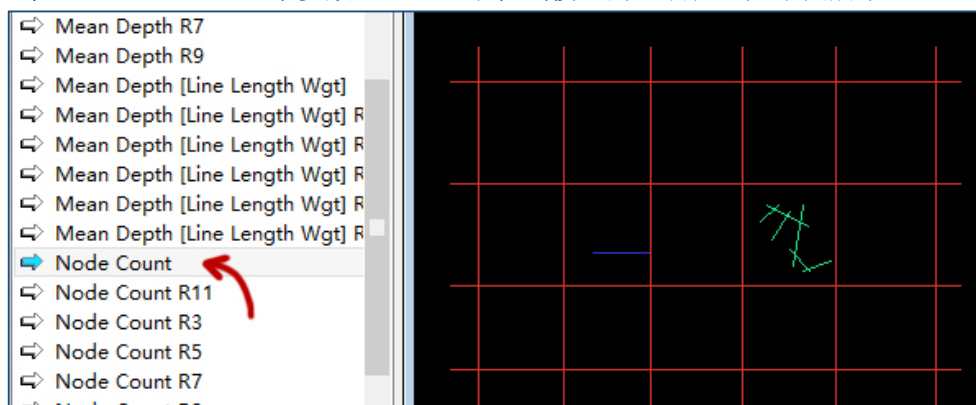 Mean Depth R7
Mean Depth R9
Mean Depth [Line Length Wgt]
Mean Depth [Line Length Wgt] R
Mean Depth [Line Length Wgt] R
Mean Depth [Line Length Wgt] R
Mean Depth [Line Length Wgt] R
Mean Depth [Line Length Wgt] R
Node Count
Node Count R11
Node Count R3
Node Count R5
Node Count R7